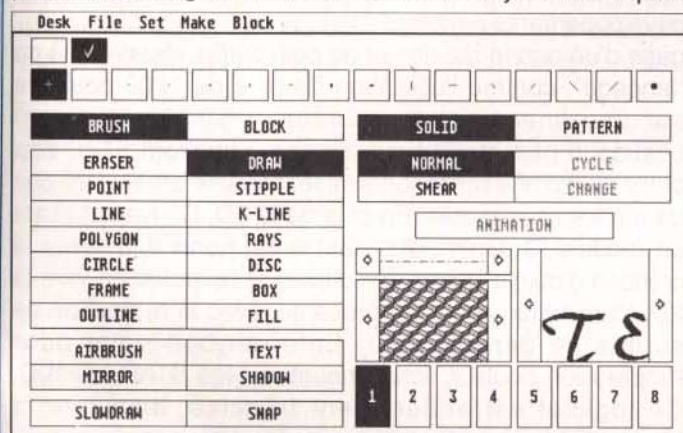 Desk File Set Make Block
BRUSH BLOCK SOLID PATTERN
ERASER DRAW NORMAL CYCLE
POINT STIPPLE SMEAR CHANGE
LINE K-LINE
ANIMATION
POLYGON RAYS
CIRCLE DISC
FRAME BOX
OUTLINE FILL
AIRBRUSH TEXT
MIRROR SHADOW
1 2 3 4 5 6 7 8
SLOWDRAW SNAP